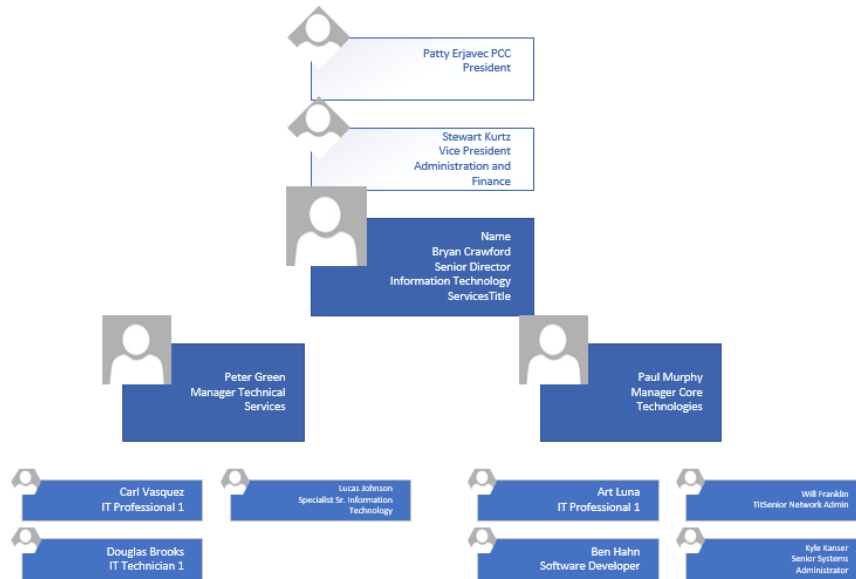 Patty Erjavec PCC
President
Stewart Kurtz
Vice President
Administration and
Finance
Name
Bryan Crawford
Senior Director
Information Technology
ServicesTitle
Peter Green
Manager Technical
Services
Paul Murphy
Manager Core
Technologies
Carl Vasquez
IT Professional 1
Lucas Johnson
Specialist Sr. Information
Technology
Art Luna
IT Professional 1
Will Franklin
TitSenior Network Admin
Douglas Brooks
IT Technician 1
Ben Hahn
Software Developer
Kyle Kanser
Senior Systems
Administrator